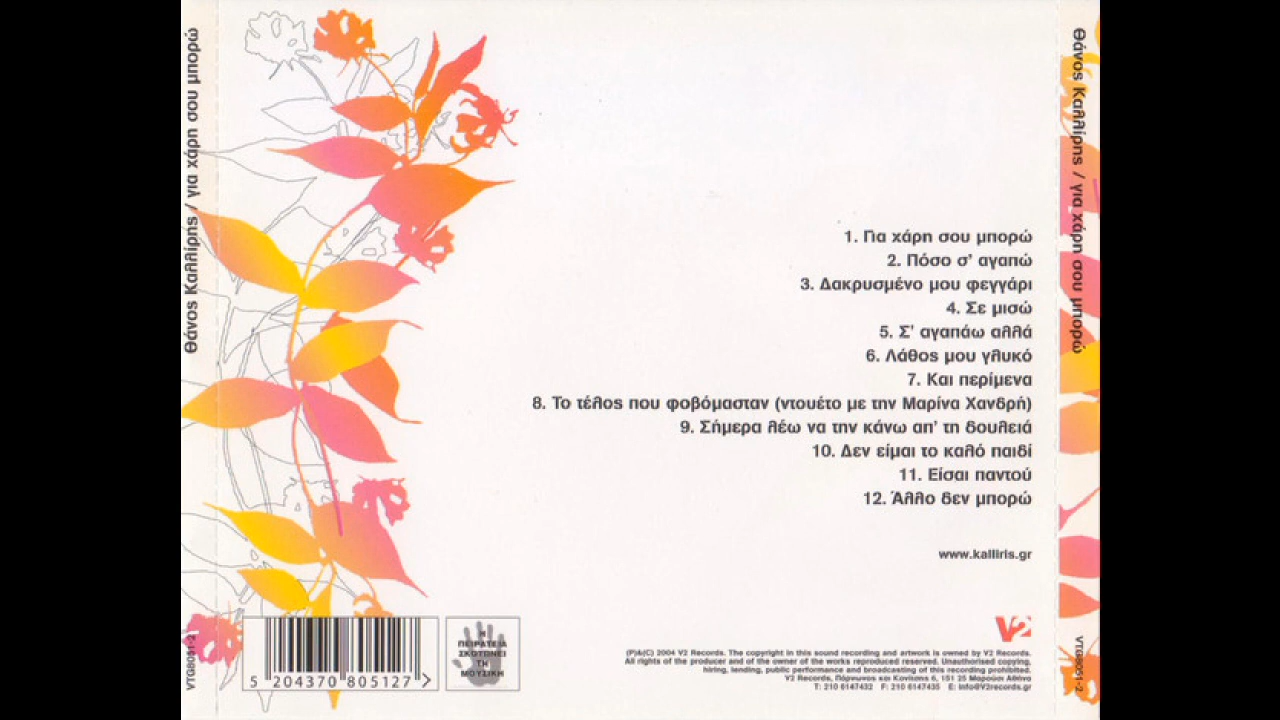 Θάνος Καλλίρης / για χάρη σου μπορώ
1. Για χάρη σου μπορώ
2. Πόσο σ' αγαπώ
3. Δακρυσμένο μου φεγγάρι
4. Σε μισώ
5. Σ' αγαπάω αλλά
6. Λάθος μου γλυκό
7. Και περίμενα
8. Το τέλος που φοβόμασταν (ντουέτο με την Μαρίνα Χανδρή)
9. Σήμερα λέω να την κάνω απ' τη δουλειά
10. Δεν είμαι το καλό παιδί
11. Είσαι παντού
12. Άλλο δεν μπορώ
www.kalliris.gr
V2
(P)&(C) 2004 V2 Records. The copyright in this sound recording and artwork is owned by V2 Records.
All rights of the producer and of the owner of the works reproduced reserved. Unauthorised copying,
hiring, lending, public performance and broadcasting of this recording prohibited.
V2 Records, Πάρνωνος και Κονίτσης 6, 151 25 Μαρούσι Αθήνα
T: 210 6147432 F: 210 6147435 E: info@V2records.gr
VTG8051-2
5 204370 805127 >
Η
ΠΕΙΡΑΤΕΙΑ
ΣΚΟΤΩΝΕΙ
ΤΗ
ΜΟΥΣΙΚΗ
Θάνος Καλλίρης / για χάρη σου μπορώ
VTG8051-2